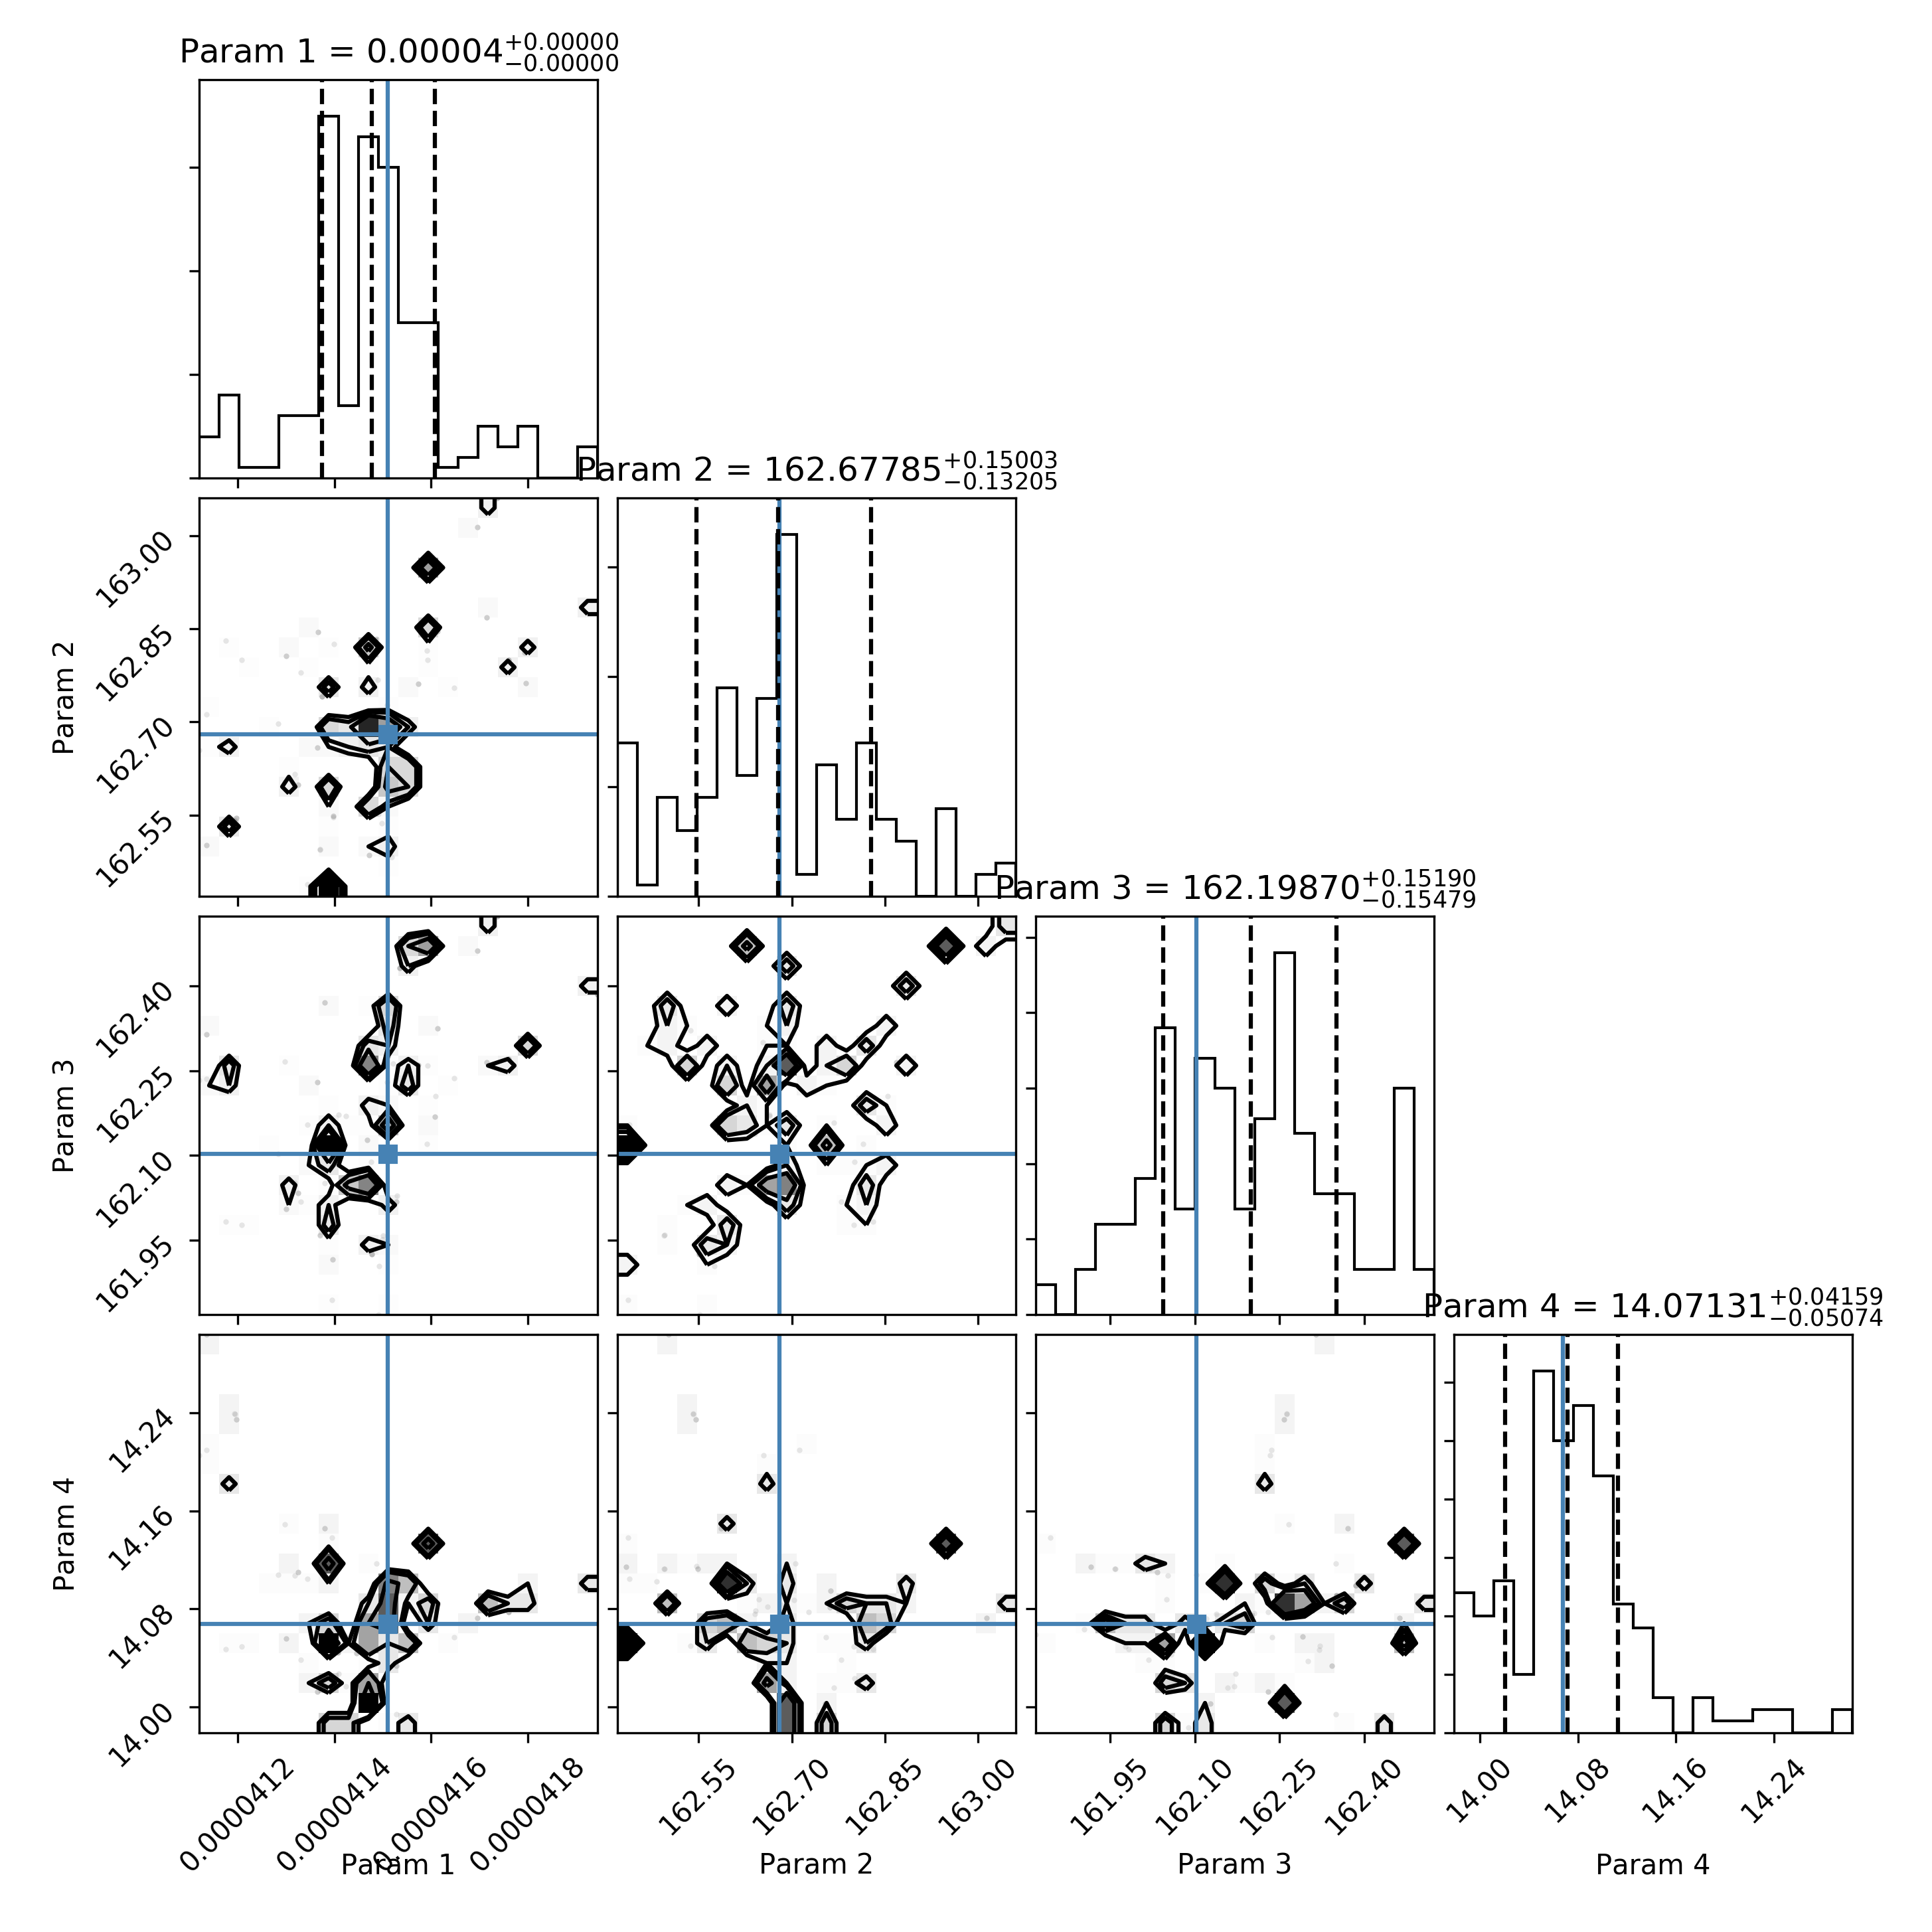 Param 1 = 0.00004+0.00000−0.00000
Param 2 = 162.67785+0.15003−0.13205
163.00
162.85
162.70
162.55
Param 2
Param 3 = 162.19870+0.15190−0.15479
162.40
162.25
162.10
161.95
Param 3
Param 4 = 14.07131+0.04159−0.05074
14.24
14.16
14.08
14.00
Param 4
0.0000412 0.0000414 0.0000416 0.0000418
162.55 162.70 162.85 163.00
161.95 162.10 162.25 162.40
14.00 14.08 14.16 14.24
Param 1 Param 2 Param 3 Param 4